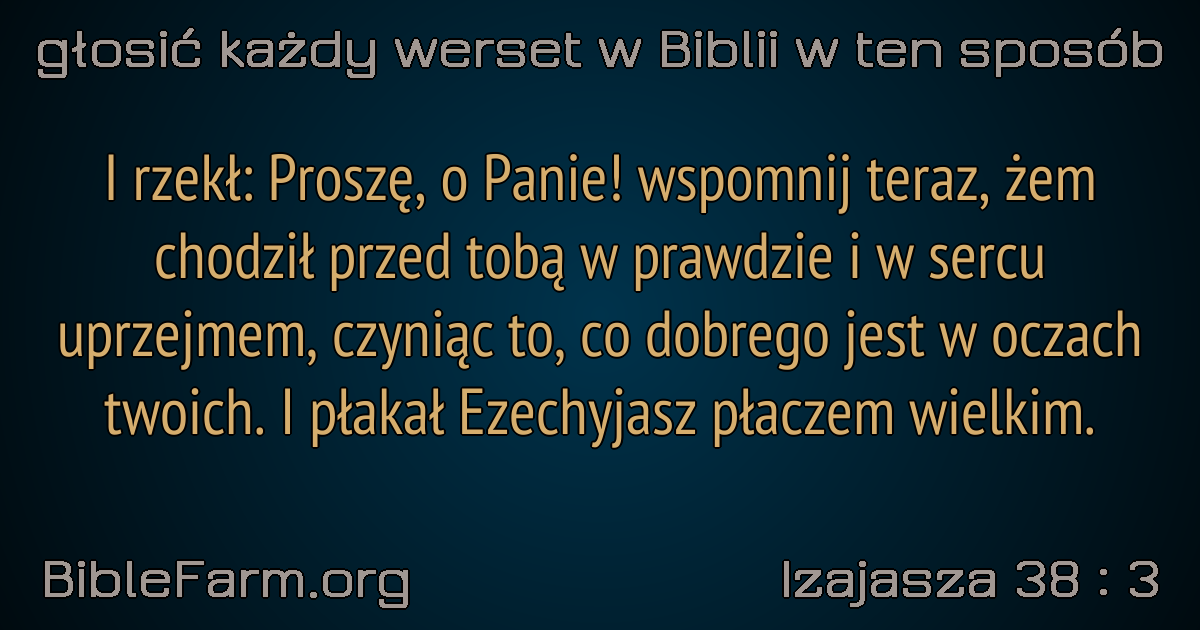 głosić każdy werset w Biblii w ten sposób
I rzekł: Proszę, o Panie! wspomnij teraz, żem
chodził przed tobą w prawdzie i w sercu
uprzejmem, czyniąc to, co dobrego jest w oczach
twoich. I płakał Ezechyjasz płaczem wielkim.
BibleFarm.org
Izajasza 38 : 3